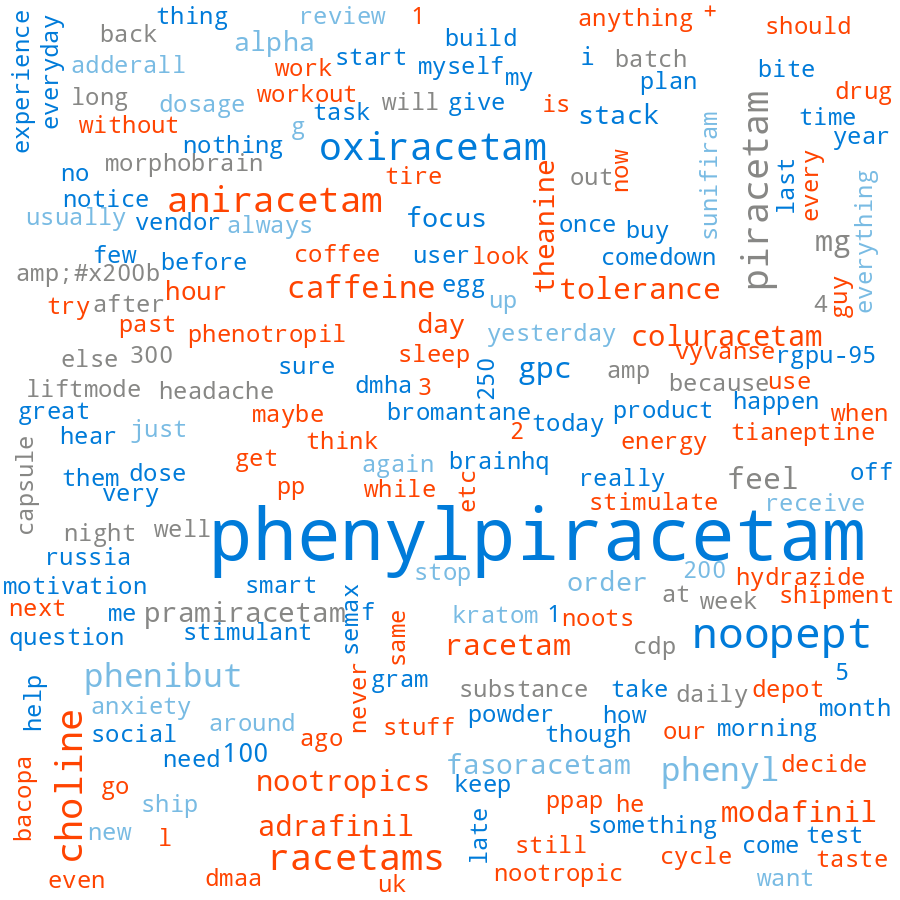 thing
review
1
anything
+
should
experience
everyday
back
alpha
build
adderall
work
start
myself
i
batch
bite
my
plan
long
dosage
workout
task
will
give
is
stack
drug
without
g
time
year
nothing
oxiracetam
sunifiram
piracetam
morphobrain
no
tire
theanine
out
now
last
every
notice
aniracetam
everything
usually
vendor
always
focus
once
buy
mg
few
before
coffee
user
look
comedown
amp;#x200b
hour
caffeine
egg
tolerance
guy
try
after
up
4
past
phenotropil
day
yesterday
coluracetam
else
300
sleep
vyvanse
rgpu-95
sure
gpc
amp
because
use
liftmode
headache
dmha
3
250
happen
great
maybe
bromantane
product
when
hear
just
2
today
energy
tianeptine
think
capsule
get
again
brainhq
them
dose
really
feel
off
very
pp
while
etc
stimulate
receive
night
well
phenylpiracetam
russia
stop
200
hydrazide
motivation
smart
order
shipment
next
me
pramiracetam
f
semax
same
kratom
1
noots
at
week
question
stimulant
racetam
cdp
noopept
phenibut
never
gram
substance
take
daily
depot
5
help
anxiety
month
social
around
ago
stuff
powder
how
though
our
morning
need
100
choline
bacopa
go
nootropics
fasoracetam
keep
phenyl
decide
ship
ppap
he
modafinil
new
l
adrafinil
late
something
test
still
come
racetams
cycle
taste
even
dmaa
uk
nootropic
want